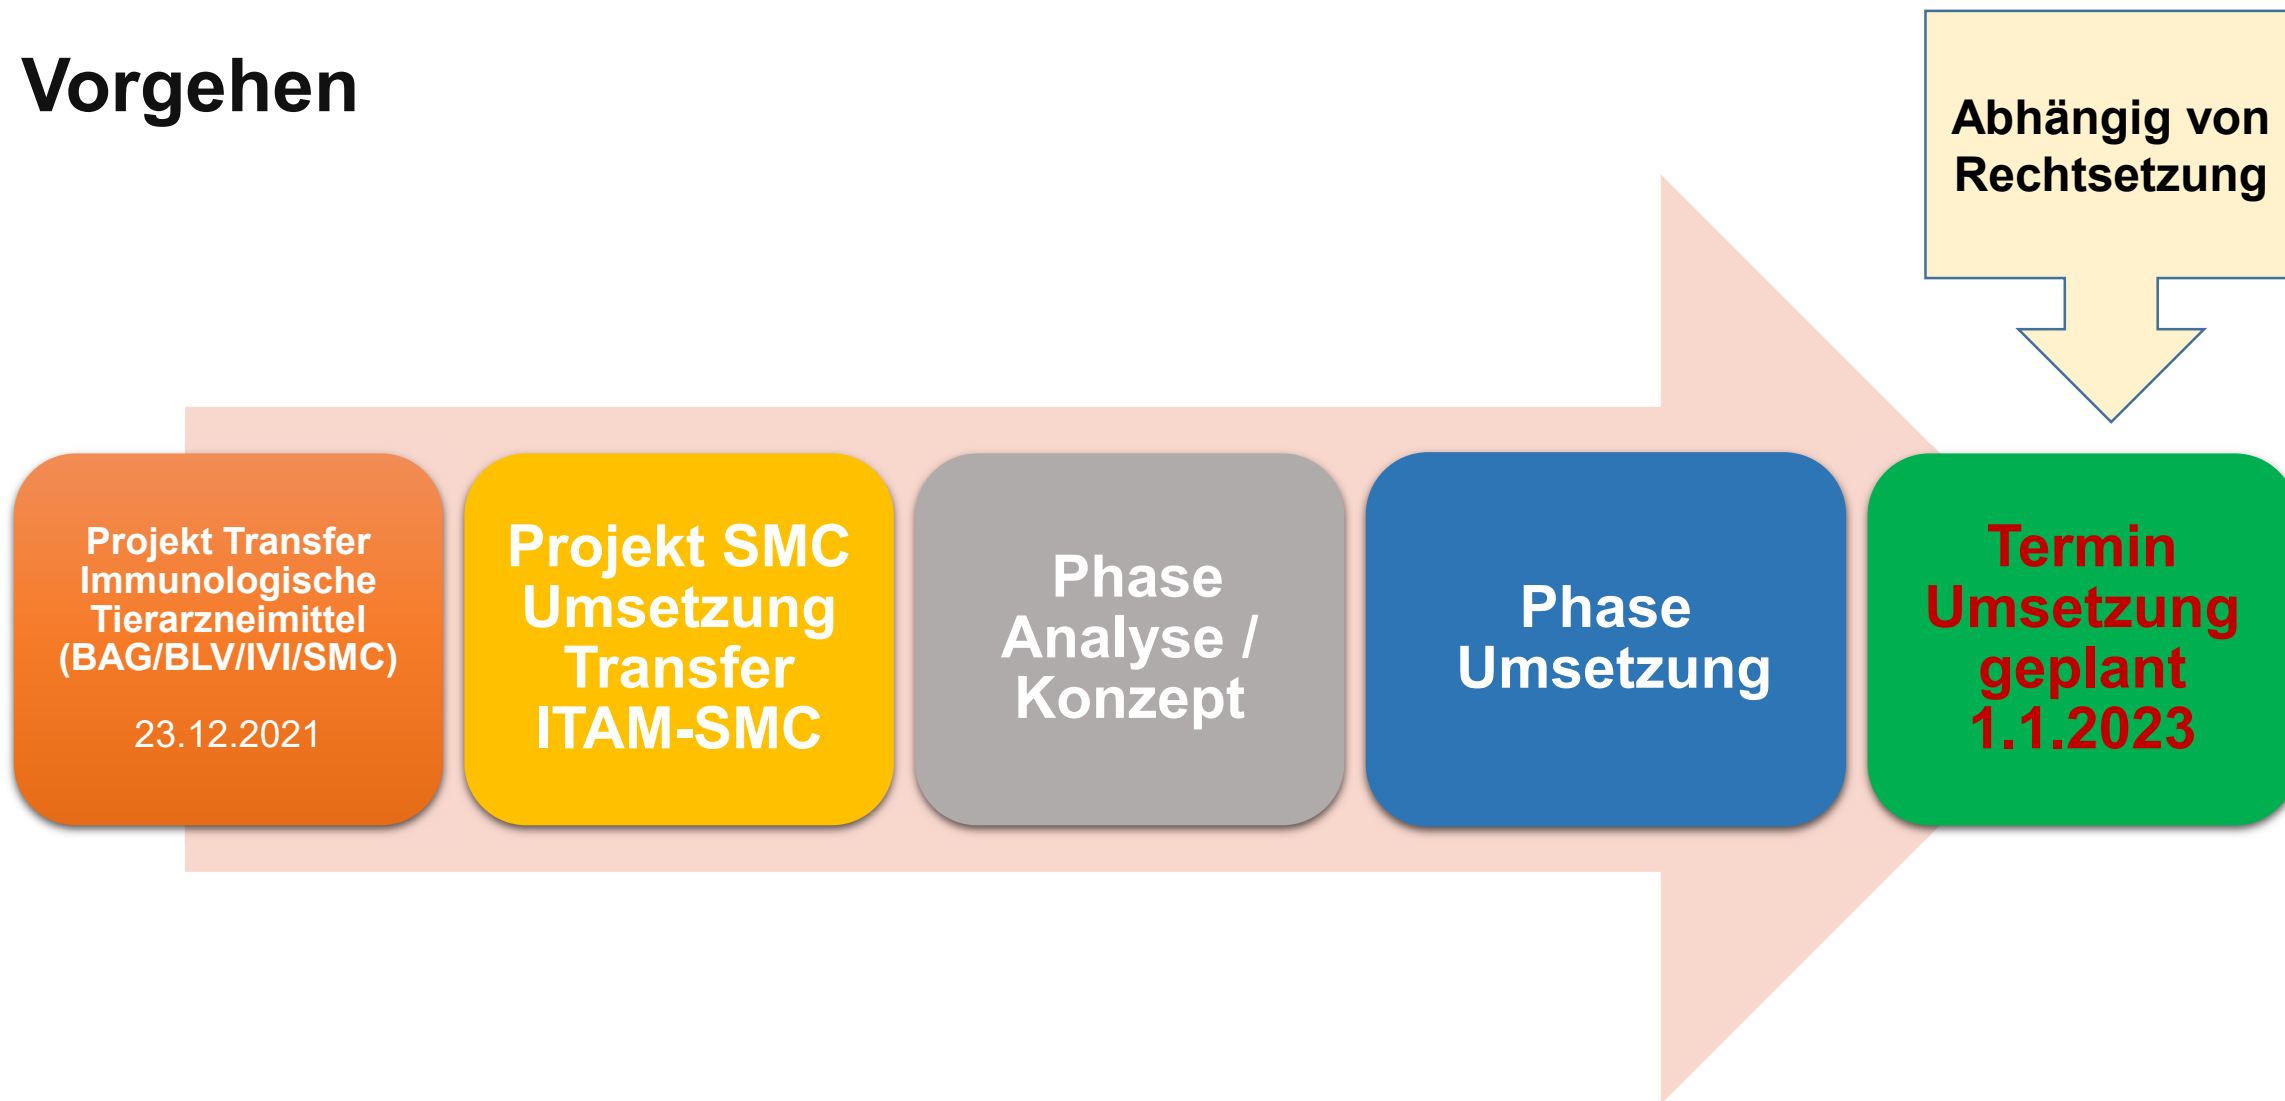 Vorgehen
Abhängig von
Rechtsetzung
Projekt Transfer
Immunologische
Tierarzneimittel
(BAG/BLV/IVI/SMC)
23.12.2021
Projekt SMC
Umsetzung
Transfer
ITAM-SMC
Phase
Analyse /
Konzept
Phase
Umsetzung
Termin
Umsetzung
geplant
1.1.2023